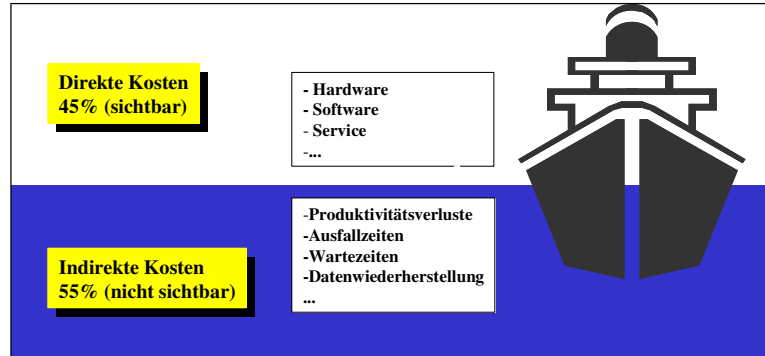 Direkte Kosten
45% (sichtbar)
- Hardware
- Software
- Service
-...
Indirekte Kosten
55% (nicht sichtbar)
-Produktivitätsverluste
-Ausfallzeiten
-Wartezeiten
-Datenwiederherstellung
...